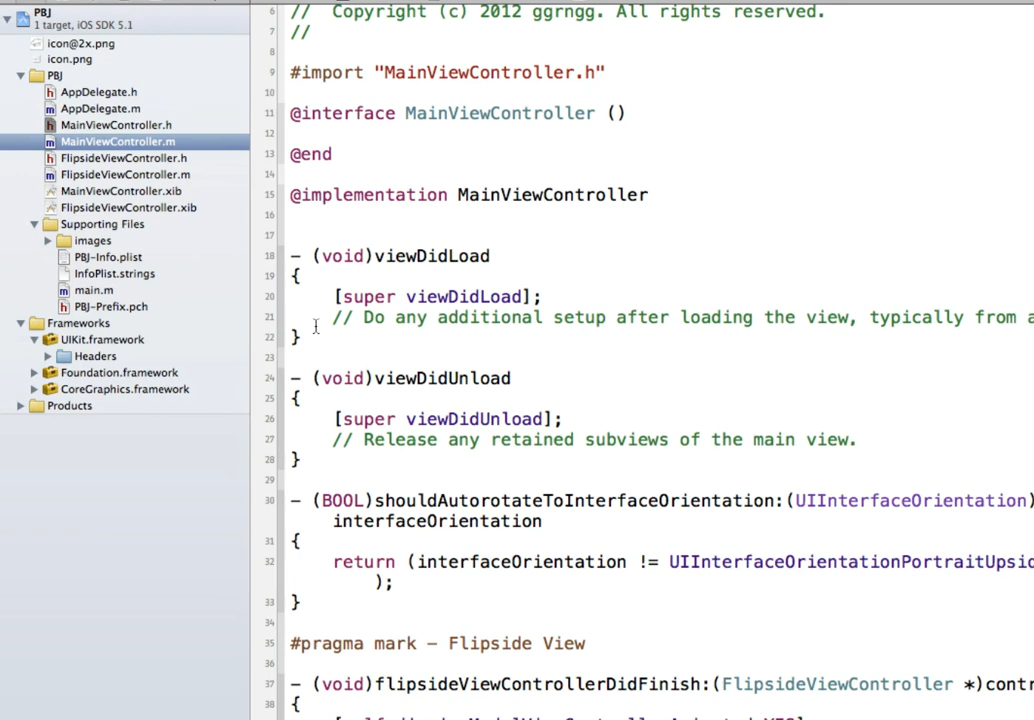 PBJ
1 target, iOS SDK 5.1
icon@2x.png
icon.png
PBJ
AppDelegate.h
AppDelegate.m
MainViewController.h
MainViewController.m
FlipsideViewController.h
FlipsideViewController.m
MainViewController.xib
FlipsideViewController.xib
Supporting Files
images
PBJ-Info.plist
InfoPlist.strings
main.m
PBJ-Prefix.pch
Frameworks
UIKit.framework
Headers
Foundation.framework
CoreGraphics.framework
Products
6 //  Copyright (c) 2012 ggrngg. All rights reserved.
7 //
8
9 #import "MainViewController.h"
10
11 @interface MainViewController ()
12
13 @end
14
15 @implementation MainViewController
16
17
18 - (void)viewDidLoad
19 {
20     [super viewDidLoad];
21     // Do any additional setup after loading the view, typically from a
22 }
23
24 - (void)viewDidUnload
25 {
26     [super viewDidUnload];
27     // Release any retained subviews of the main view.
28 }
29
30 - (BOOL)shouldAutorotateToInterfaceOrientation:(UIInterfaceOrientation)
interfaceOrientation
31 {
32     return (interfaceOrientation != UIInterfaceOrientationPortraitUpsid
);
33 }
34
35 #pragma mark - Flipside View
36
37 - (void)flipsideViewControllerDidFinish:(FlipsideViewController *)contr
38 {